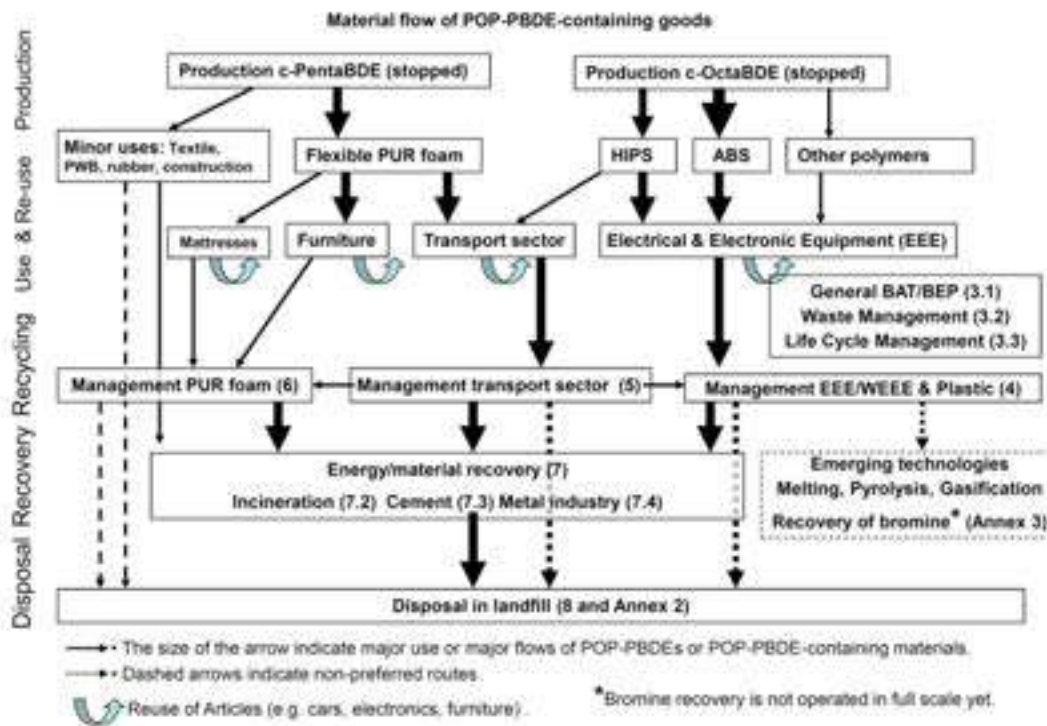 Material flow of POP-PBDE-containing goods
Production c-PentaBDE (stopped)
Production c-OctaBDE (stopped)
Minor uses: Textile,
PWB, rubber, construction
Flexible PUR foam
HIPS
ABS
Other polymers
Mattresses
Furniture
Transport sector
Electrical & Electronic Equipment (EEE)
General BAT/BEP (3.1)
Waste Management (3.2)
Life Cycle Management (3.3)
Management PUR foam (6)
Management transport sector (5)
Management EEE/WEEE & Plastic (4)
Energy/material recovery (7)
Incineration (7.2) Cement (7.3) Metal industry (7.4)
Emerging technologies
Melting, Pyrolysis, Gasification
Recovery of bromine* (Annex 3)
Disposal in landfill (8 and Annex 2)
Disposal Recovery Recycling Use & Re-use Production
The size of the arrow indicate major use or major flows of POP-PBDEs or POP-PBDE-containing materials.
Dashed arrows indicate non-preferred routes.
Reuse of Articles (e.g. cars, electronics, furniture).
*Bromine recovery is not operated in full scale yet.